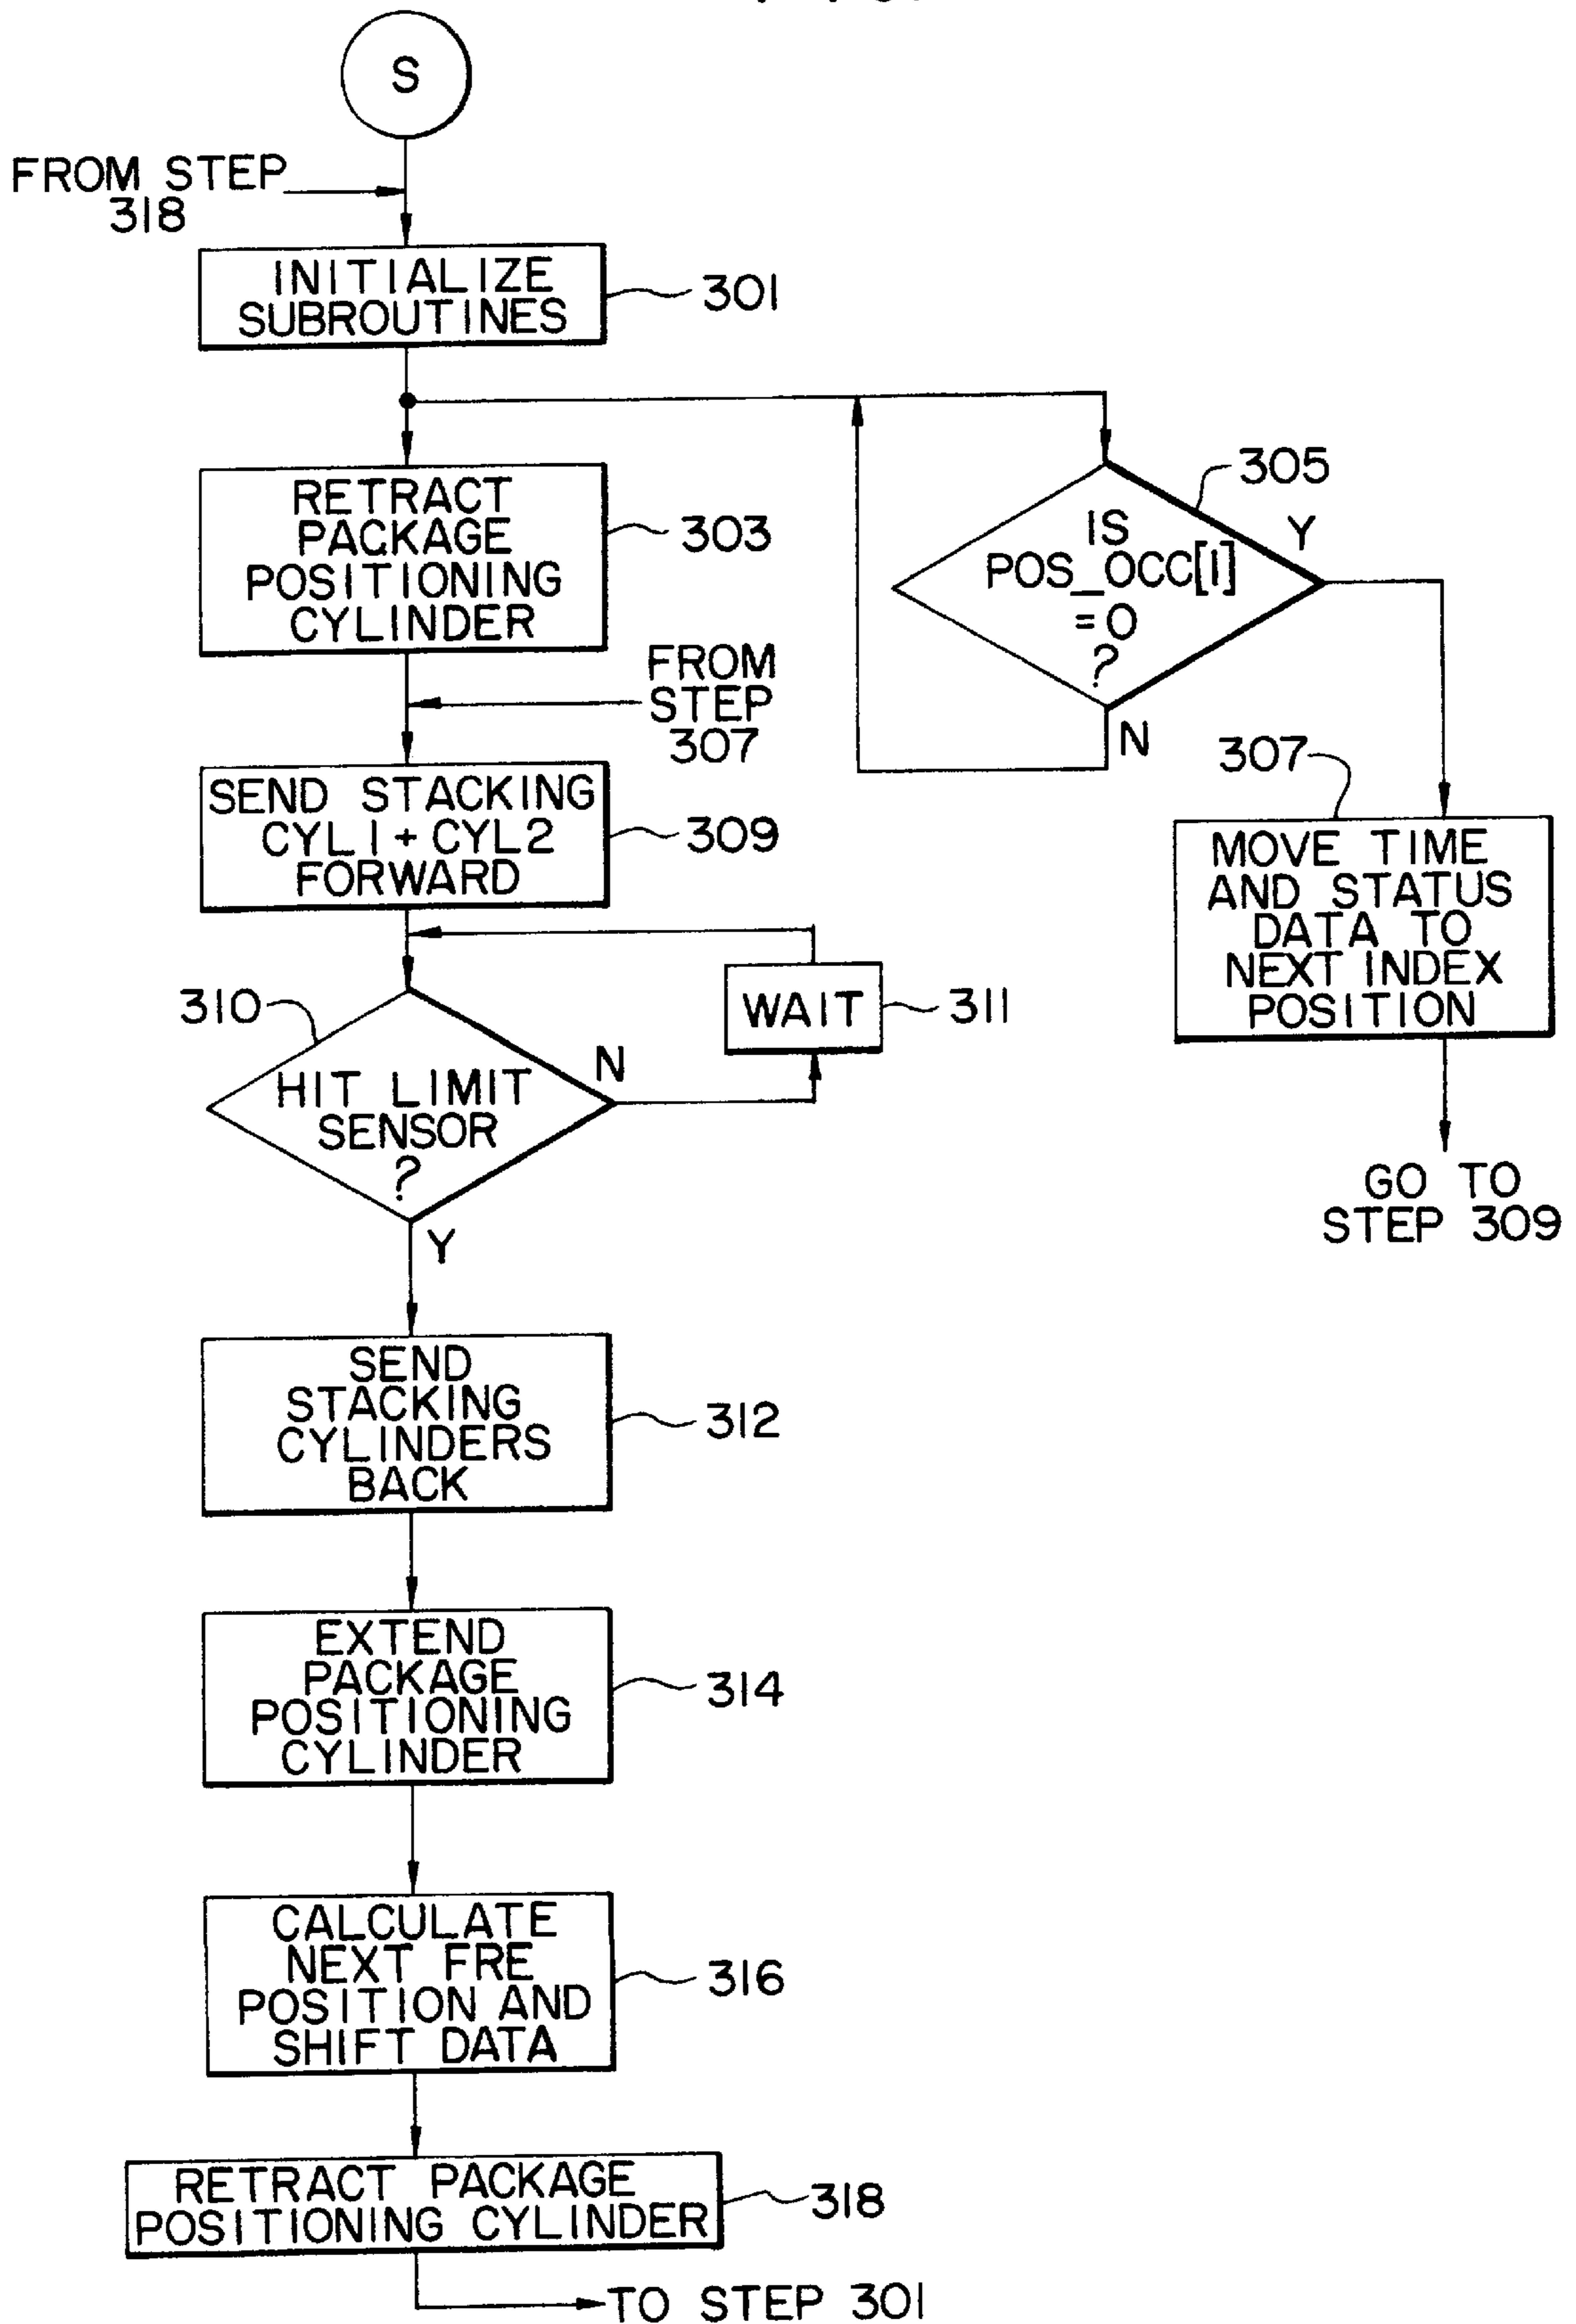 S
FROM STEP
318
INITIALIZE
SUBROUTINES
301
RETRACT
PACKAGE
POSITIONING
CYLINDER
303
305
IS
POS_OCC[1]
=0
?
Y
N
FROM
STEP
307
SEND STACKING
CYL1 + CYL2
FORWARD
309
307
MOVE TIME
AND STATUS
DATA TO
NEXT INDEX
POSITION
GO TO
STEP 309
310
HIT LIMIT
SENSOR
?
N
WAIT
311
Y
SEND
STACKING
CYLINDERS
BACK
312
EXTEND
PACKAGE
POSITIONING
CYLINDER
314
CALCULATE
NEXT FRE
POSITION AND
SHIFT DATA
316
RETRACT PACKAGE
POSITIONING CYLINDER
318
TO STEP 301